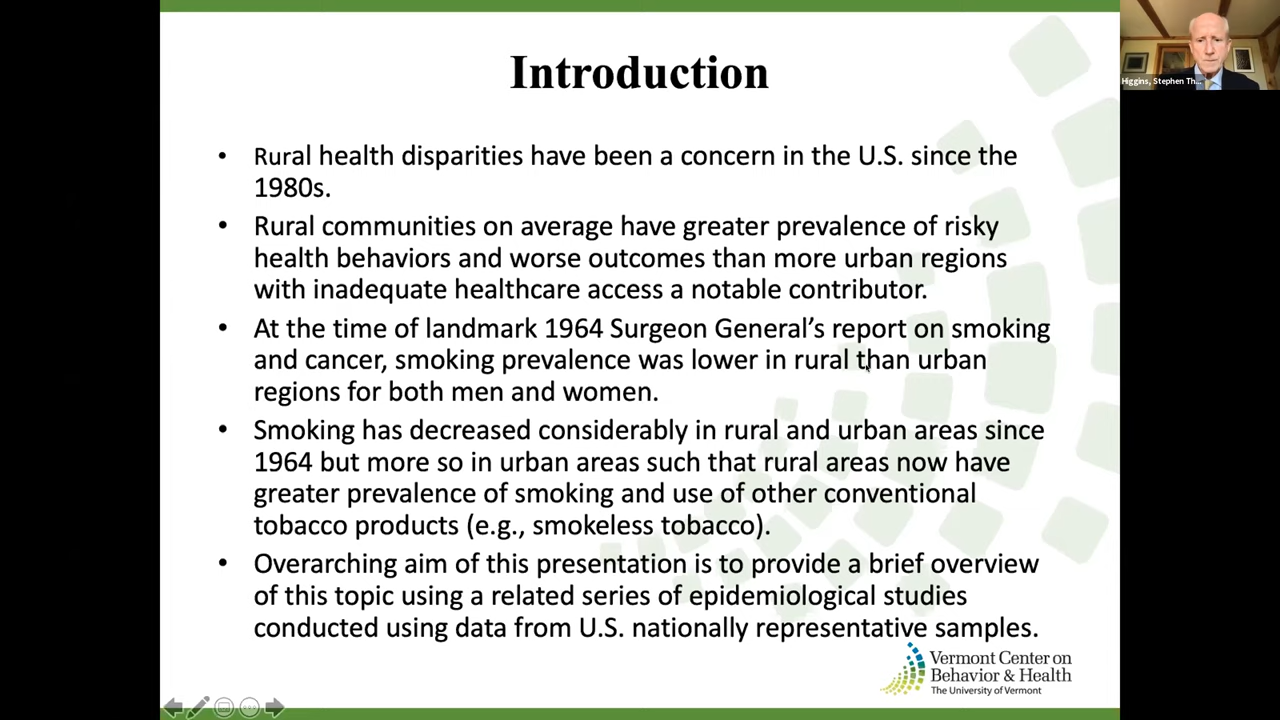 Introduction
• Rural health disparities have been a concern in the U.S. since the
1980s.
• Rural communities on average have greater prevalence of risky
health behaviors and worse outcomes than more urban regions
with inadequate healthcare access a notable contributor.
• At the time of landmark 1964 Surgeon General’s report on smoking
and cancer, smoking prevalence was lower in rural than urban
regions for both men and women.
• Smoking has decreased considerably in rural and urban areas since
1964 but more so in urban areas such that rural areas now have
greater prevalence of smoking and use of other conventional
tobacco products (e.g., smokeless tobacco).
• Overarching aim of this presentation is to provide a brief overview
of this topic using a related series of epidemiological studies
conducted using data from U.S. nationally representative samples.
Vermont Center on
Behavior & Health
The University of Vermont
Higgins, Stephen Th...